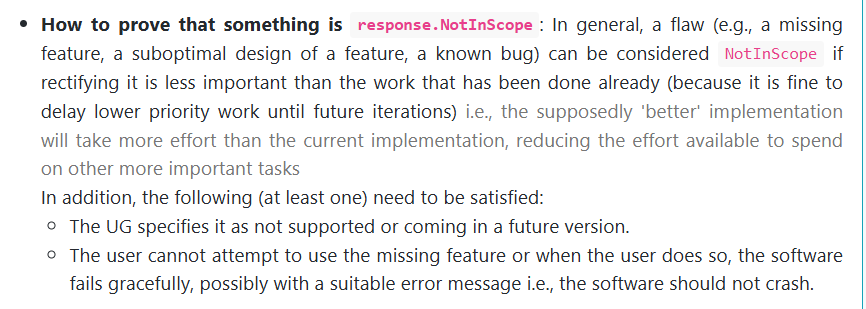 How to prove that something is response.NotInScope: In general, a flaw (e.g., a missing
feature, a suboptimal design of a feature, a known bug) can be considered NotInScope if
rectifying it is less important than the work that has been done already (because it is fine to
delay lower priority work until future iterations) i.e., the supposedly 'better' implementation
will take more effort than the current implementation, reducing the effort available to spend
on other more important tasks
In addition, the following (at least one) need to be satisfied:
The UG specifies it as not supported or coming in a future version.
The user cannot attempt to use the missing feature or when the user does so, the software
fails gracefully, possibly with a suitable error message i.e., the software should not crash.